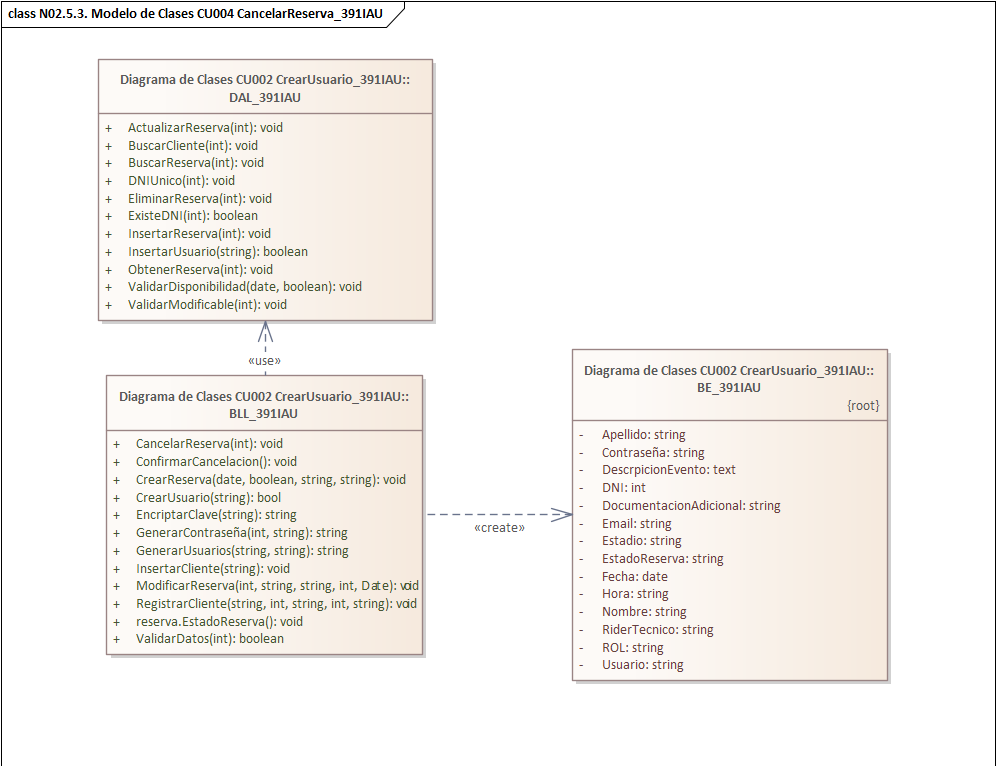 class N02.5.3. Modelo de Clases CU004 CancelarReserva_391IAU
Diagrama de Clases CU002 CrearUsuario_391IAU::
DAL_391IAU
+ ActualizarReserva(int): void
+ BuscarCliente(int): void
+ BuscarReserva(int): void
+ DNIUnico(int): void
+ EliminarReserva(int): void
+ ExisteDNI(int): boolean
+ InsertarReserva(int): void
+ InsertarUsuario(string): boolean
+ ObtenerReserva(int): void
+ ValidarDisponibilidad(date, boolean): void
+ ValidarModificable(int): void
«use»
Diagrama de Clases CU002 CrearUsuario_391IAU::
BLL_391IAU
+ CancelarReserva(int): void
+ ConfirmarCancelacion(): void
+ CrearReserva(date, boolean, string, string): void
+ CrearUsuario(string): bool
+ EncriptarClave(string): string
+ GenerarContraseña(int, string): string
+ GenerarUsuarios(string, string): string
+ InsertarCliente(string): void
+ ModificarReserva(int, string, string, int, Date): void
+ RegistrarCliente(string, int, string, int, string): void
+ reserva.EstadoReserva(): void
+ ValidarDatos(int): boolean
«create»
Diagrama de Clases CU002 CrearUsuario_391IAU::
BE_391IAU
{root}
- Apellido: string
- Contraseña: string
- DescrpicionEvento: text
- DNI: int
- DocumentacionAdicional: string
- Email: string
- Estadio: string
- EstadoReserva: string
- Fecha: date
- Hora: string
- Nombre: string
- RiderTecnico: string
- ROL: string
- Usuario: string